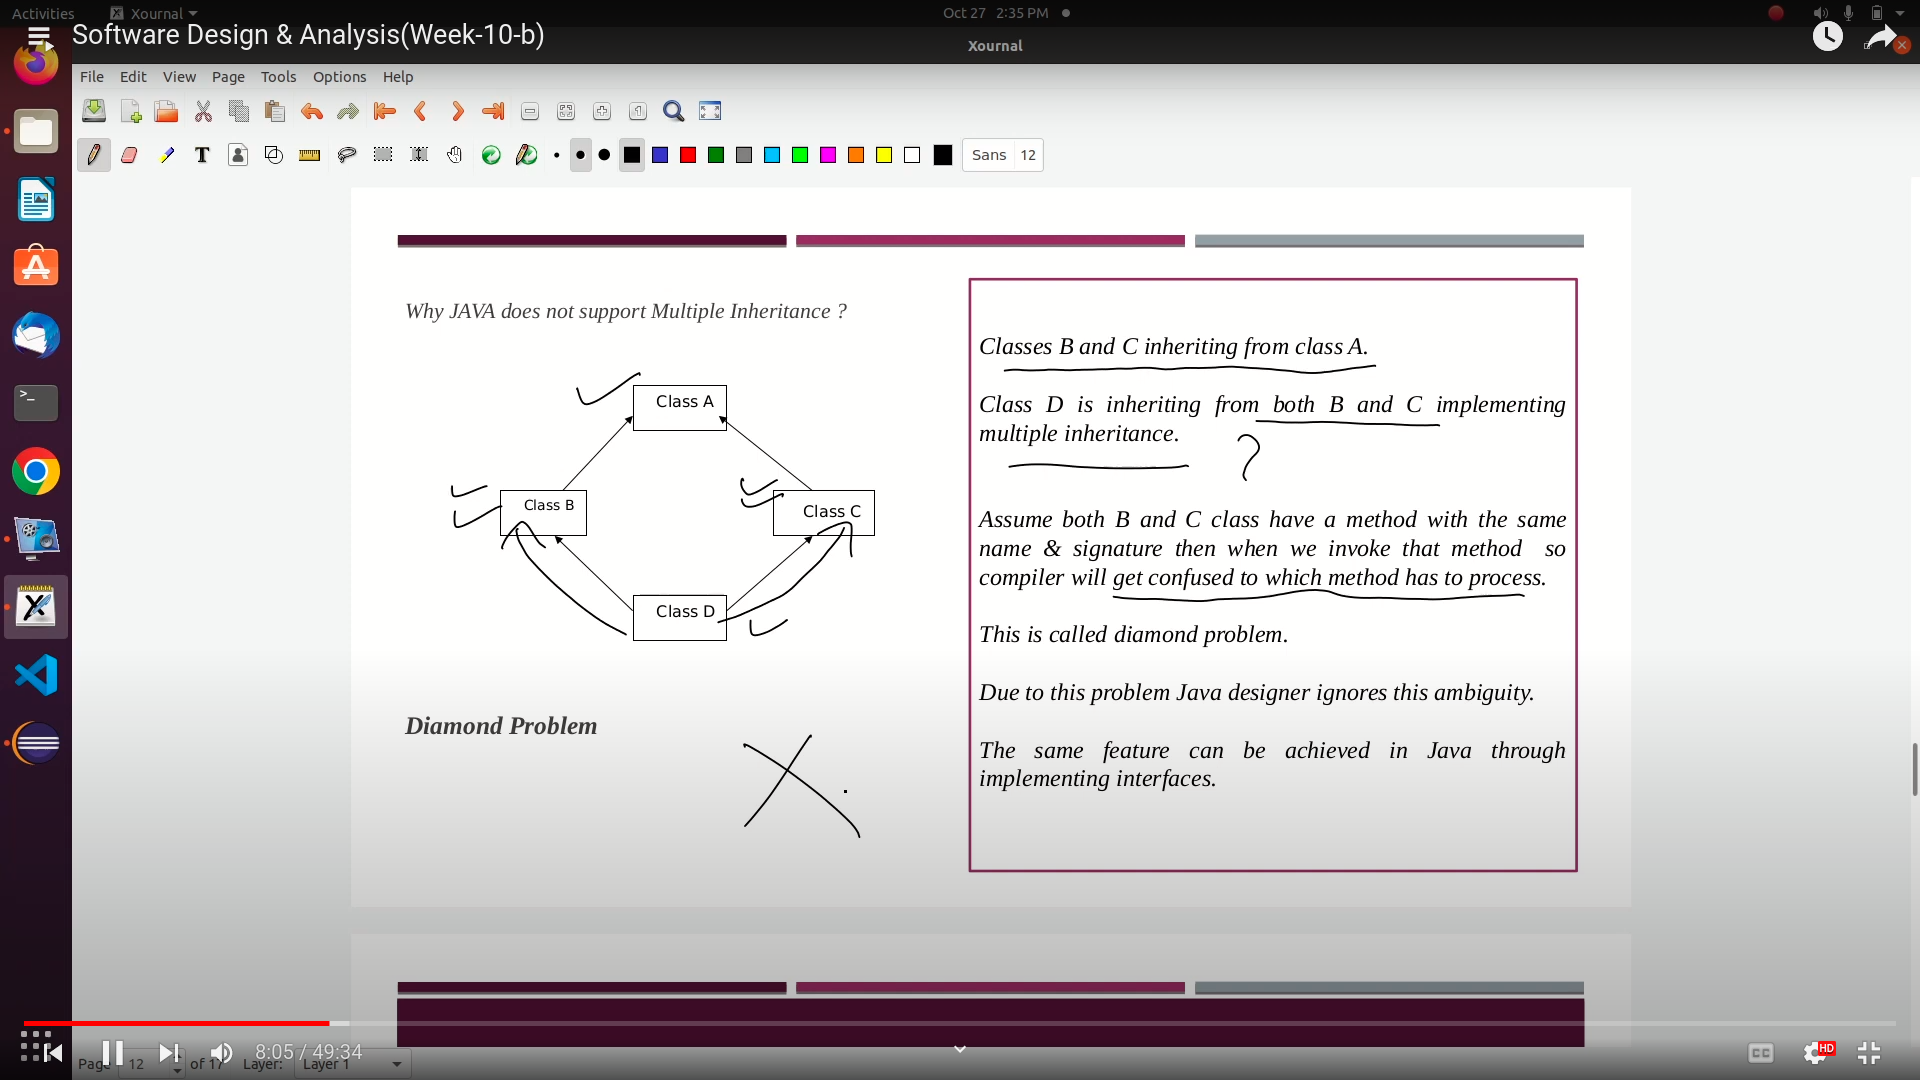 Activities
Xournal
Oct 27 2:35 PM
Software Design & Analysis(Week-10-b)
Xournal
File Edit View Page Tools Options Help
Sans 12
Why JAVA does not support Multiple Inheritance ?
Class A
Class B
Class C
Class D
Diamond Problem
Classes B and C inheriting from class A.
Class D is inheriting from both B and C implementing
multiple inheritance.
?
Assume both B and C class have a method with the same
name & signature then when we invoke that method so
compiler will get confused to which method has to process.
This is called diamond problem.
Due to this problem Java designer ignores this ambiguity.
The same feature can be achieved in Java through
implementing interfaces.
8:05 / 49:34
CC
HD
Page 12 of 17 Layer: Layer 1